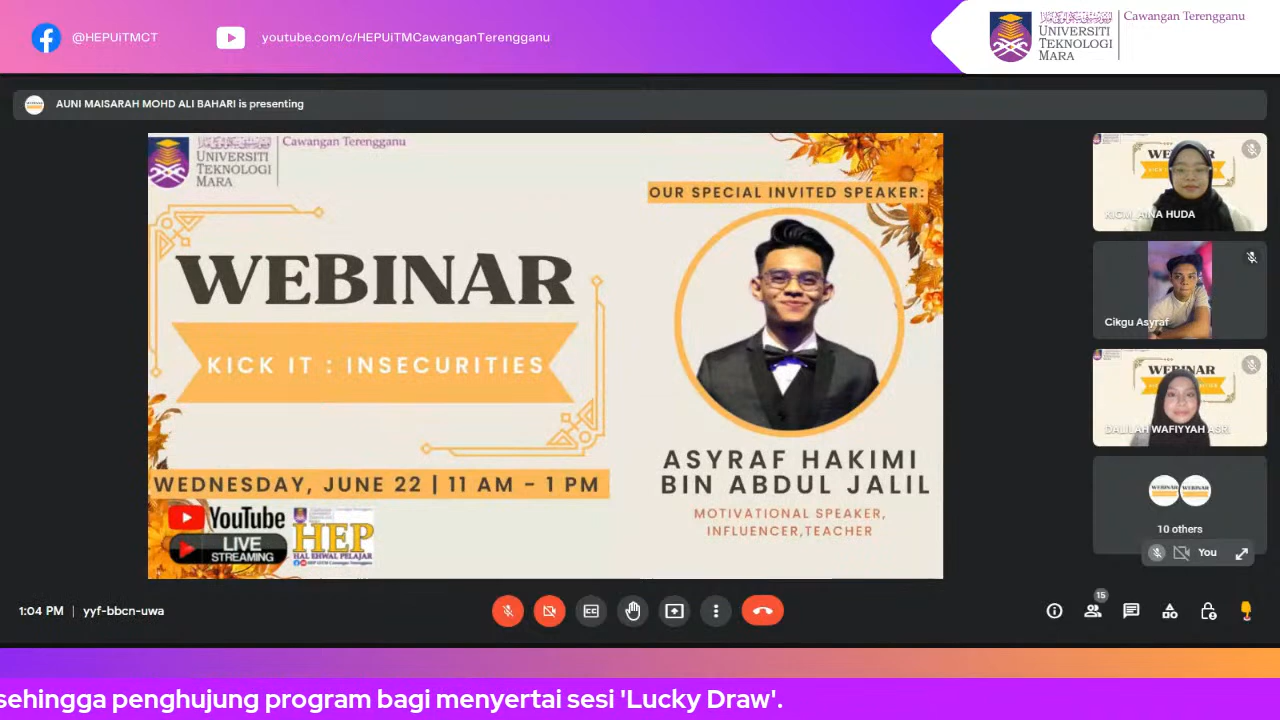 @HEPUiTMCT
youtube.com/c/HEPUiTMCawanganTerengganu
UNIVERSITI
TEKNOLOGI
MARA
Cawangan Terengganu
AUNI MAISARAH MOHD ALI BAHARI is presenting
UNIVERSITI
TEKNOLOGI
MARA
Cawangan Terengganu
OUR SPECIAL INVITED SPEAKER:
WEBINAR
KICK IT : INSECURITIES
WEDNESDAY, JUNE 22 | 11 AM - 1 PM
YouTube
LIVE
STREAMING
HEP
HAL EHWAL PELAJAR
ASYRAF HAKIMI
BIN ABDUL JALIL
MOTIVATIONAL SPEAKER,
INFLUENCER,TEACHER
AINA HUDA
Cikgu Asyraf
DALILAH WAFIYYAH
WEBINAR
WEBINAR
10 others
You
1:04 PM | yyf-bbcn-uwa
CC
15
sehingga penghujung program bagi menyertai sesi 'Lucky Draw'.